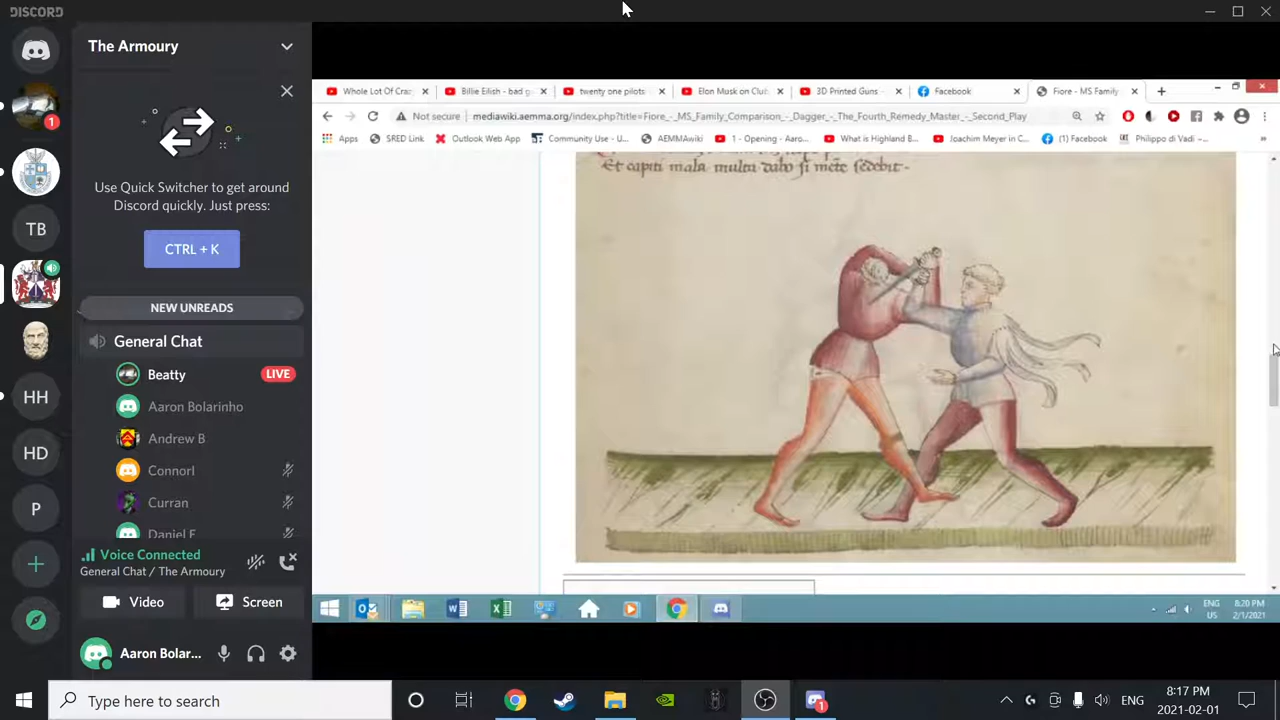 DISCORD
The Armoury
Use Quick Switcher to get around
Discord quickly. Just press:
CTRL + K
NEW UNREADS
General Chat
Beatty LIVE
Aaron Bolarinho
Andrew B
Connorl
Curran
Daniel F
Voice Connected
General Chat / The Armoury
Video Screen
Aaron Bolar...
1
TB
HH
HD
P
Whole Lot Of Cra
Billie Eilish - bad g
twenty one pilots
Elon Musk on Clu
3D Printed Guns -
Facebook
Fiore - MS Family
Not secure mediawiki.aemma.org/index.php?title=Fiore_-_MS_Family_Comparison_-_Dagger_-_The_Fourth_Remedy_Master_-_Second_Play
Apps SRED Link Outlook Web App Community Use - U... AEMMAwiki 1 - Opening - Aaro... What is Highland B... Joachim Meyer in C... (1) Facebook Philippo di Vadi –...
Et capiti mala multa dabo si
ENG 8:20 PM
US 2/1/2021
Type here to search
1
ENG
8:17 PM
2021-02-01